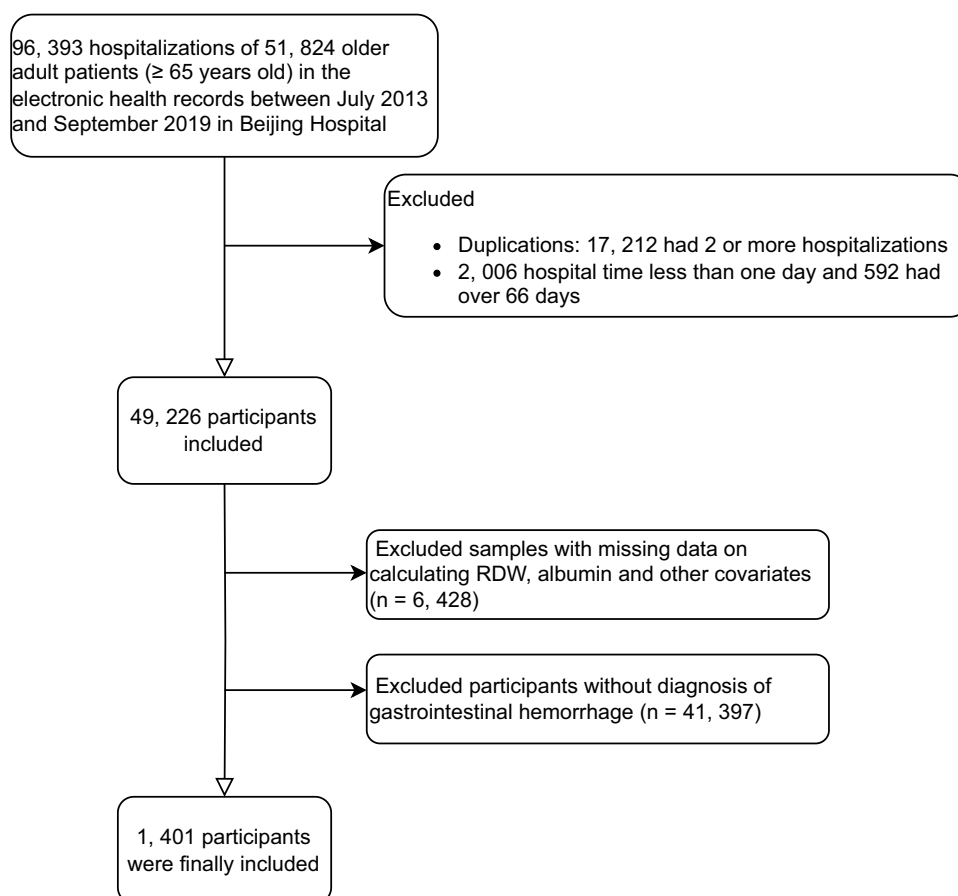 96, 393 hospitalizations of 51, 824 older
adult patients (≥ 65 years old) in the
electronic health records between July 2013
and September 2019 in Beijing Hospital
Excluded
• Duplications: 17, 212 had 2 or more hospitalizations
• 2, 006 hospital time less than one day and 592 had
over 66 days
49, 226 participants
included
Excluded samples with missing data on
calculating RDW, albumin and other covariates
(n = 6, 428)
Excluded participants without diagnosis of
gastrointestinal hemorrhage (n = 41, 397)
1, 401 participants
were finally included